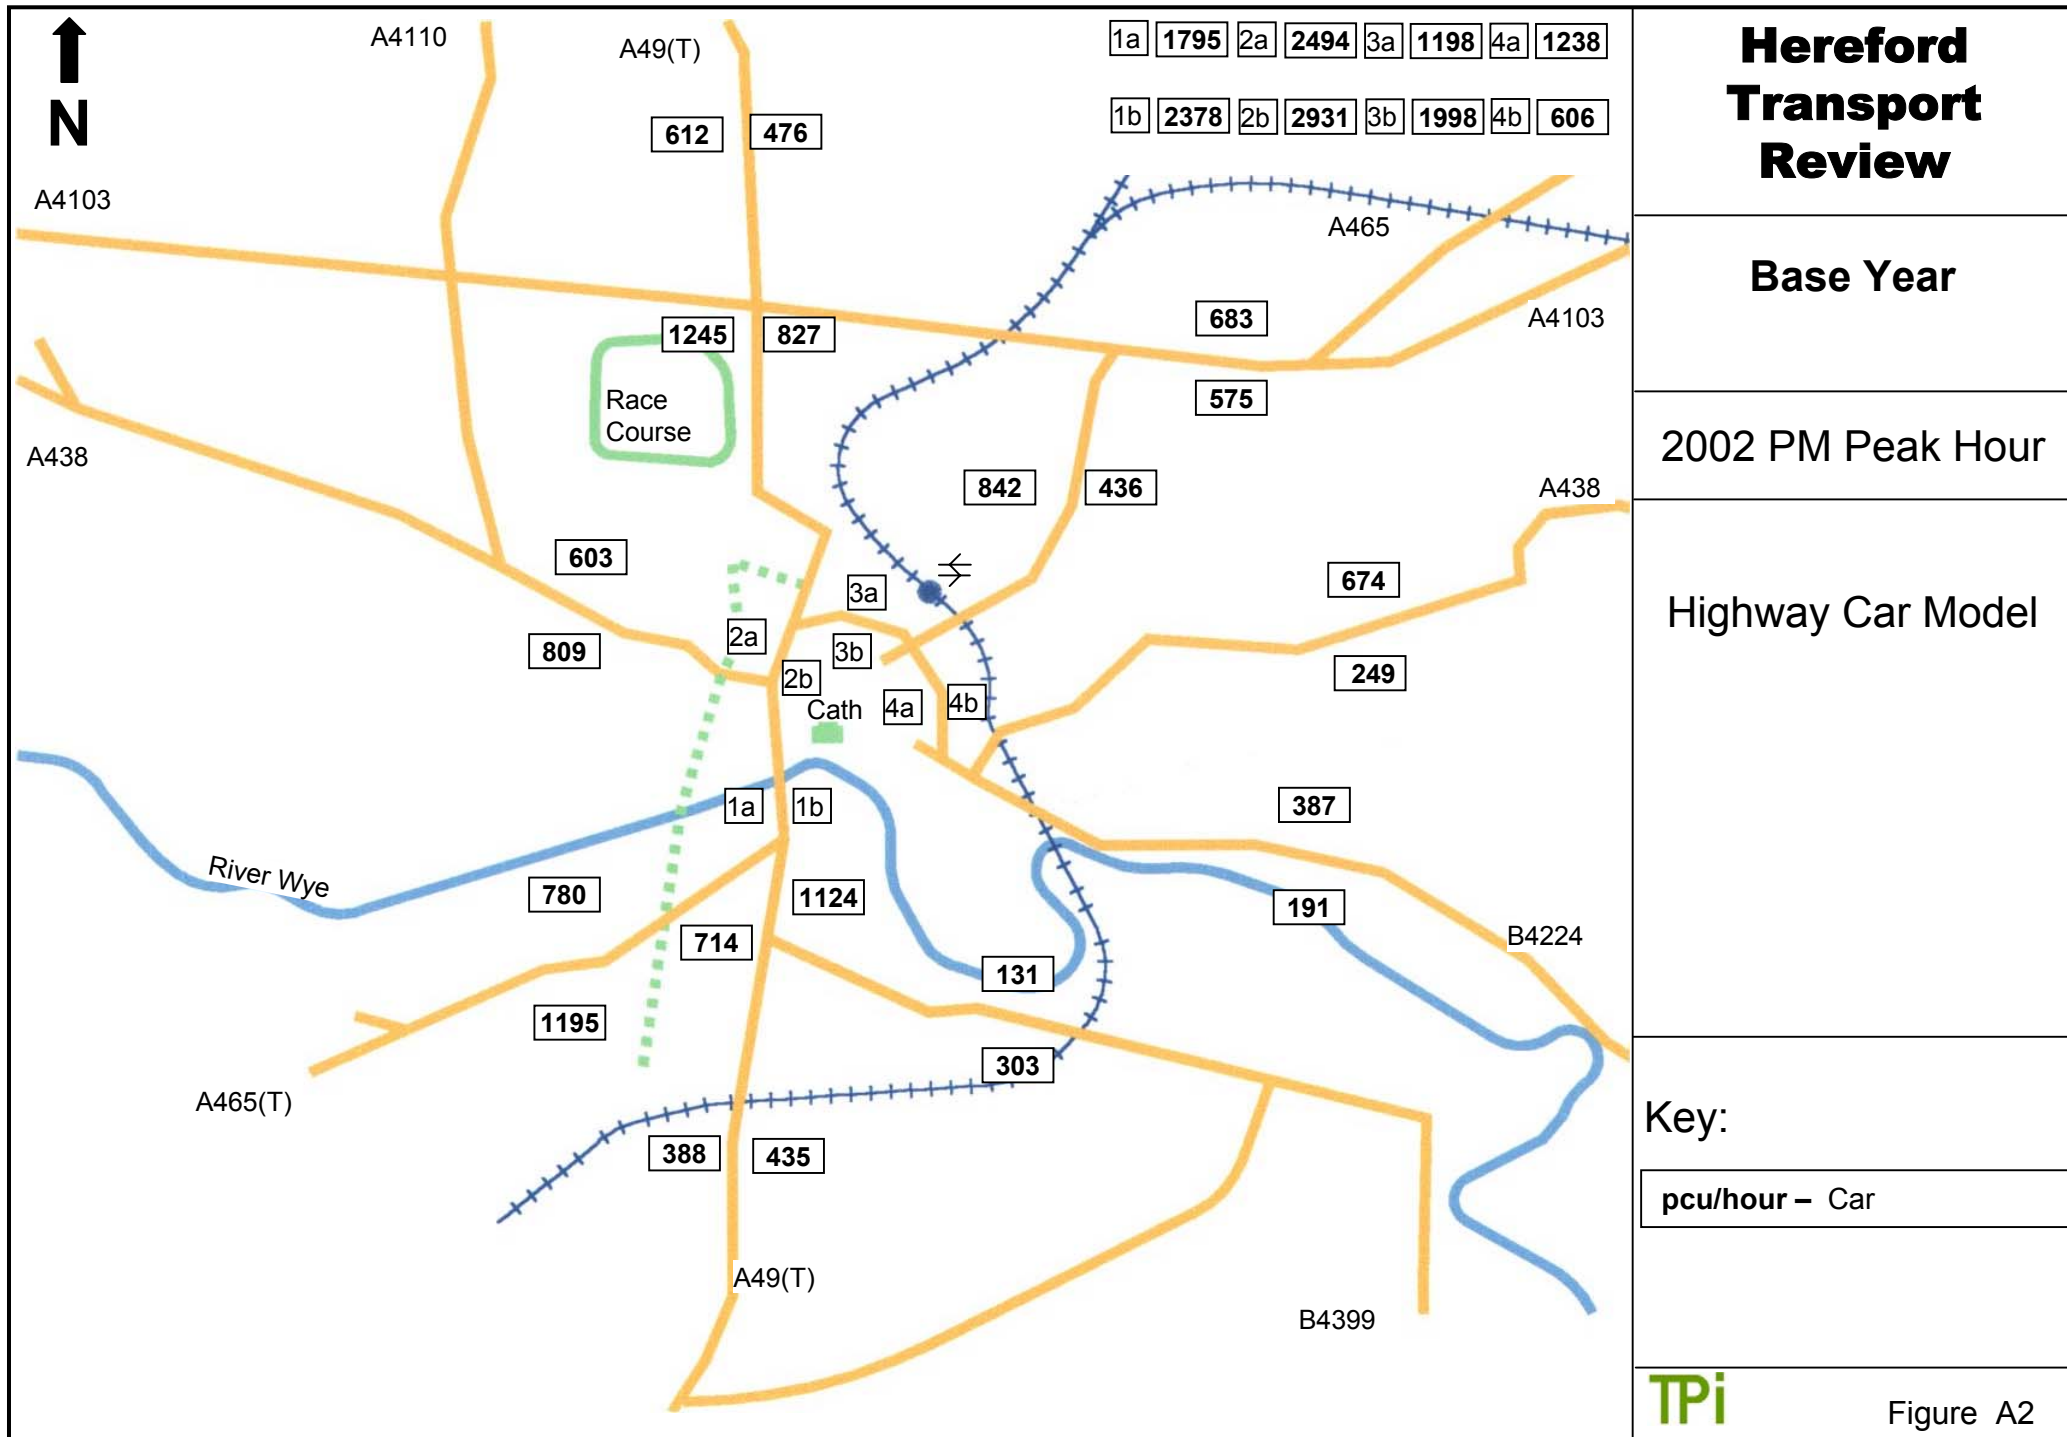 A4110
A49(T)
1a 1795 2a 2494 3a 1198 4a 1238
1b 2378 2b 2931 3b 1998 4b 606
N
612 476
A4103
A465
683
A4103
1245 827
575
Race
Course
A438
842 436
A438
603
3a
674
2a
809
3b
2b
249
Cath
4a 4b
1a 1b
387
River Wye
780
1124
191
714
B4224
131
1195
303
A465(T)
388 435
A49(T)
B4399
Hereford
Transport
Review
Base Year
2002 PM Peak Hour
Highway Car Model
Key:
pcu/hour – Car
TPi
Figure A2